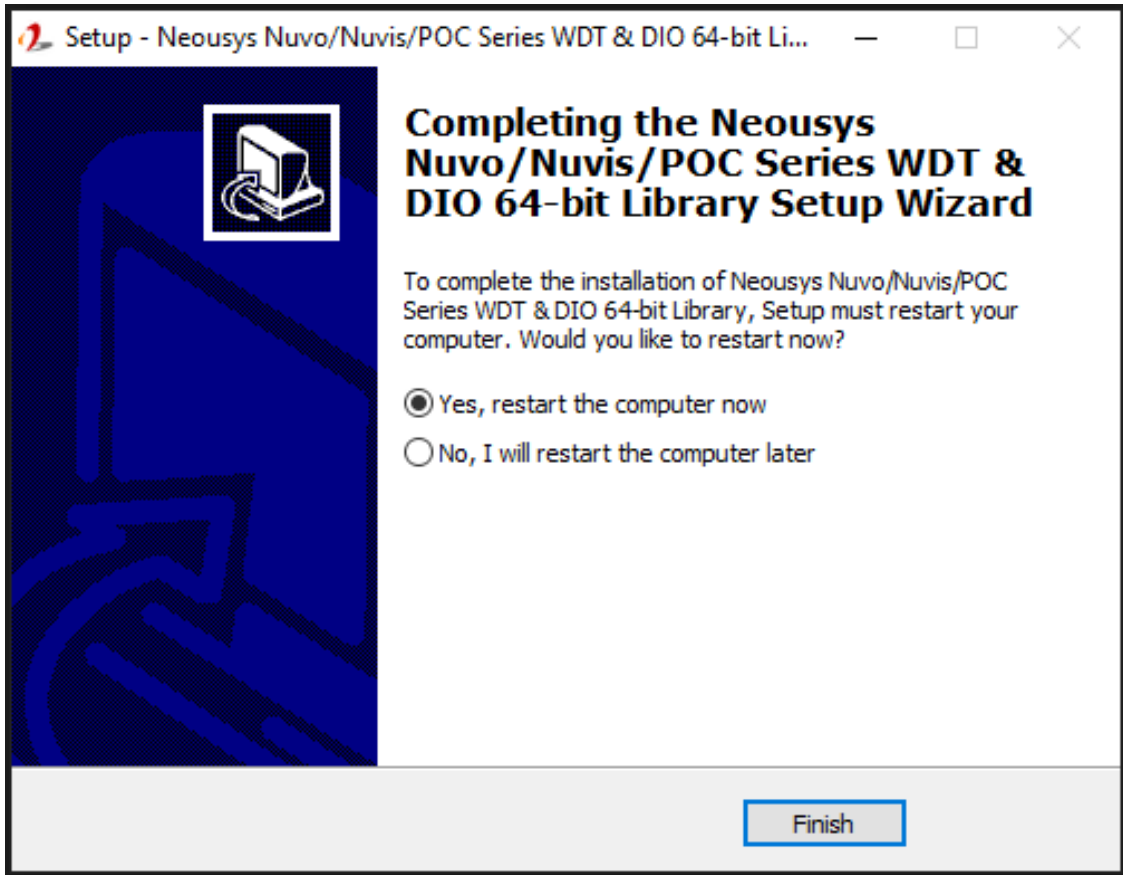 Setup - Neousys Nuvo/Nuvis/POC Series WDT & DIO 64-bit Li...
Completing the Neousys
Nuvo/Nuvis/POC Series WDT &
DIO 64-bit Library Setup Wizard
To complete the installation of Neousys Nuvo/Nuvis/POC
Series WDT & DIO 64-bit Library, Setup must restart your
computer. Would you like to restart now?
Yes, restart the computer now
No, I will restart the computer later
Finish